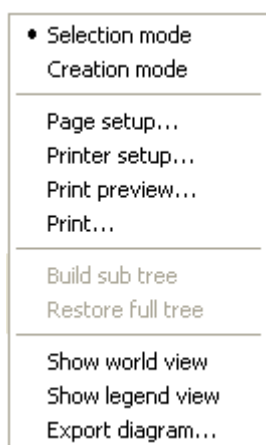 Selection mode
Creation mode
Page setup...
Printer setup...
Print preview...
Print...
Build sub tree
Restore full tree
Show world view
Show legend view
Export diagram...